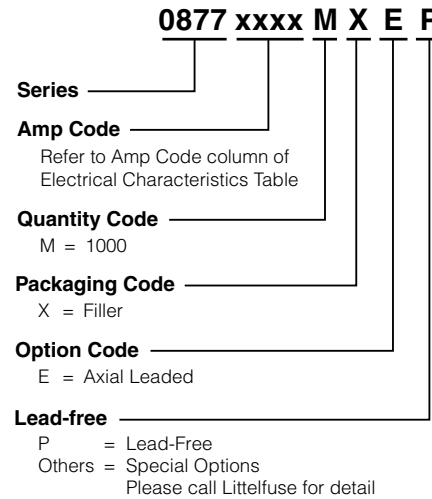 0877 xxxx M X E P
Series
Amp Code
Refer to Amp Code column of
Electrical Characteristics Table
Quantity Code
M = 1000
Packaging Code
X = Filler
Option Code
E = Axial Leaded
Lead-free
P = Lead-Free
Others = Special Options
Please call Littelfuse for detail